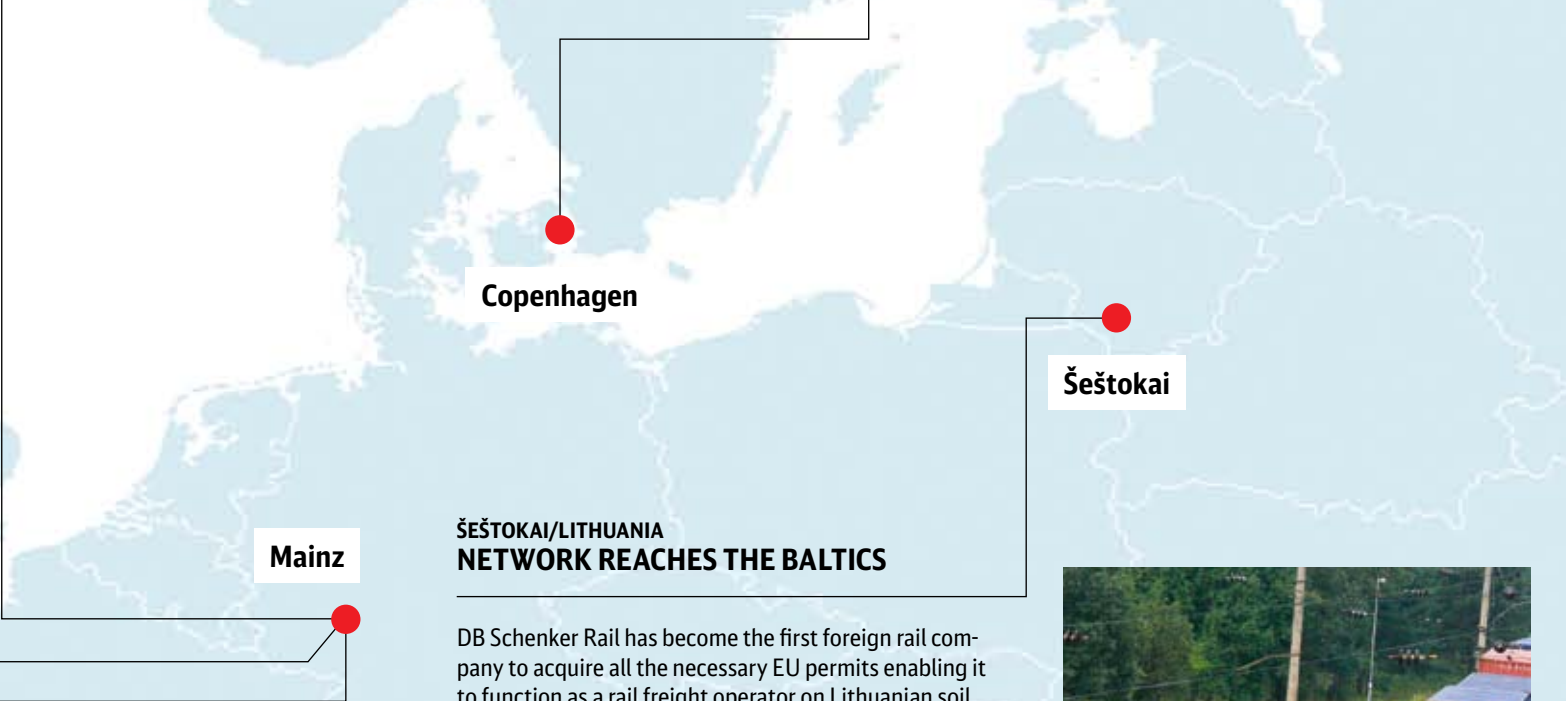 Copenhagen
Šeštokai
Mainz
ŠEŠTOKAI/LITHUANIA
NETWORK REACHES THE BALTICS
DB Schenker Rail has become the first foreign rail com-
pany to acquire all the necessary EU permits enabling it
to function as a rail freight operator on Lithuanian soil.